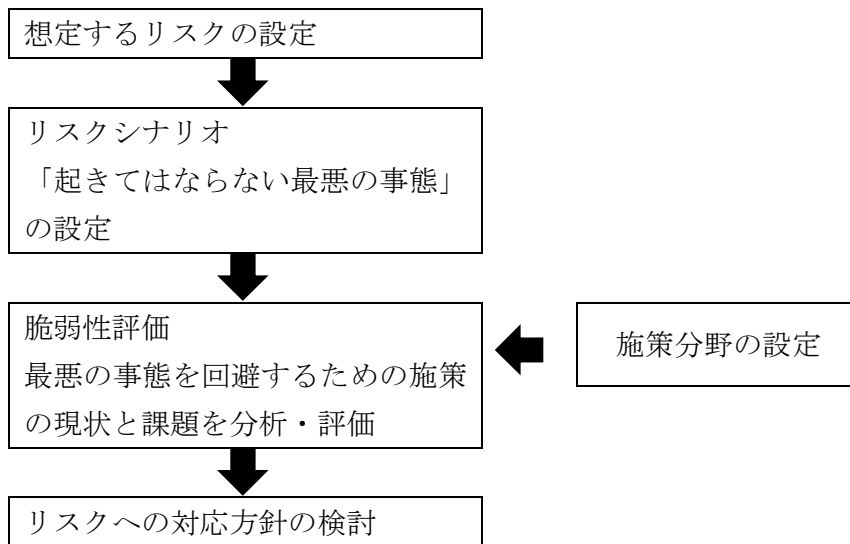 想定するリスクの設定
リスクシナリオ
「起きてはならない最悪の事態」
の設定
脆弱性評価
最悪の事態を回避するための施策
の現状と課題を分析・評価
施策分野の設定
リスクへの対応方針の検討